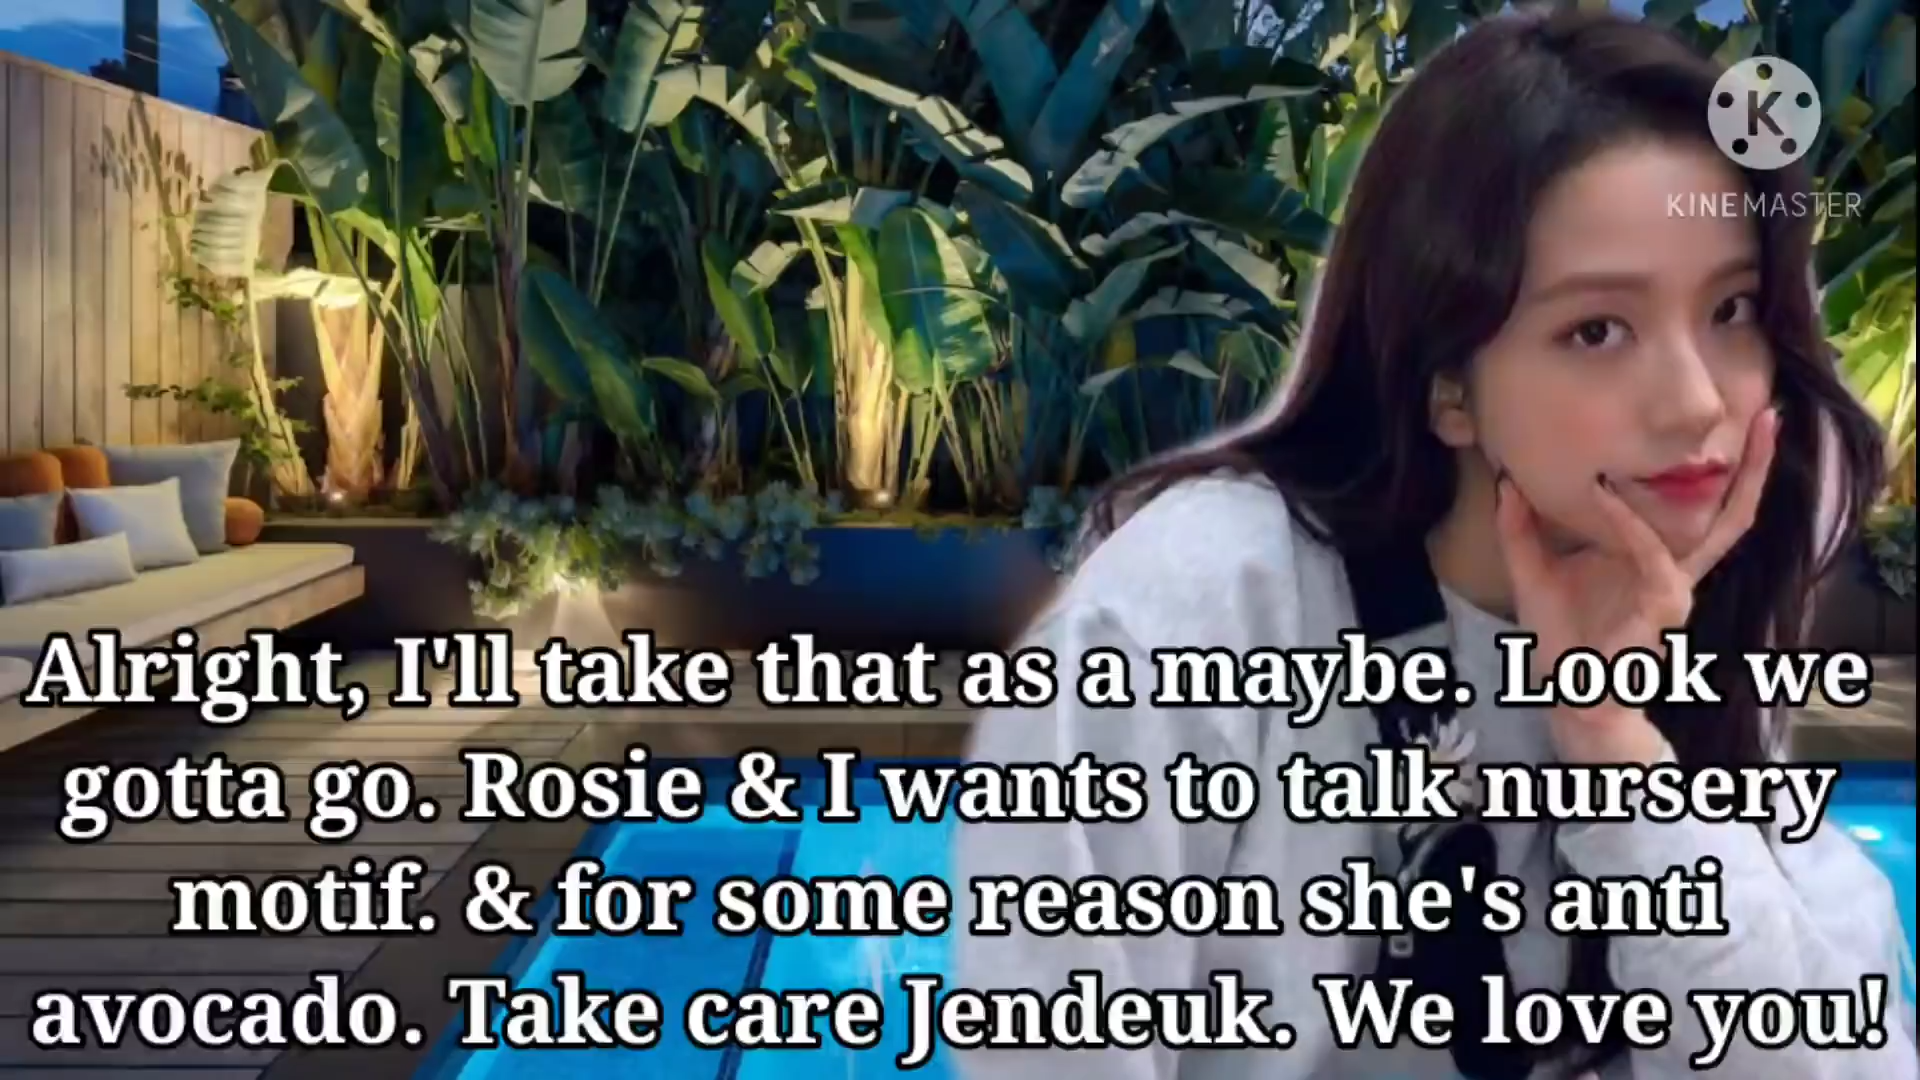 K
KINEMASTER
Alright, I'll take that as a maybe. Look we
gotta go. Rosie & I wants to talk nursery
motif. & for some reason she's anti
avocado. Take care Jendeuk. We love you!